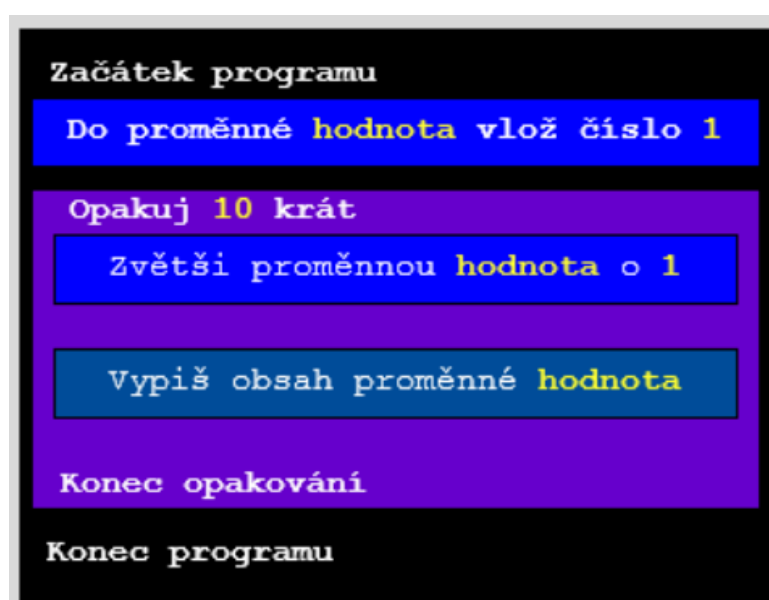 Začátek programu
Do proměnné hodnota vlož číslo 1
Opakuj 10 krát
Zvětši proměnnou hodnota o 1
Vypiš obsah proměnné hodnota
Konec opakování
Konec programu